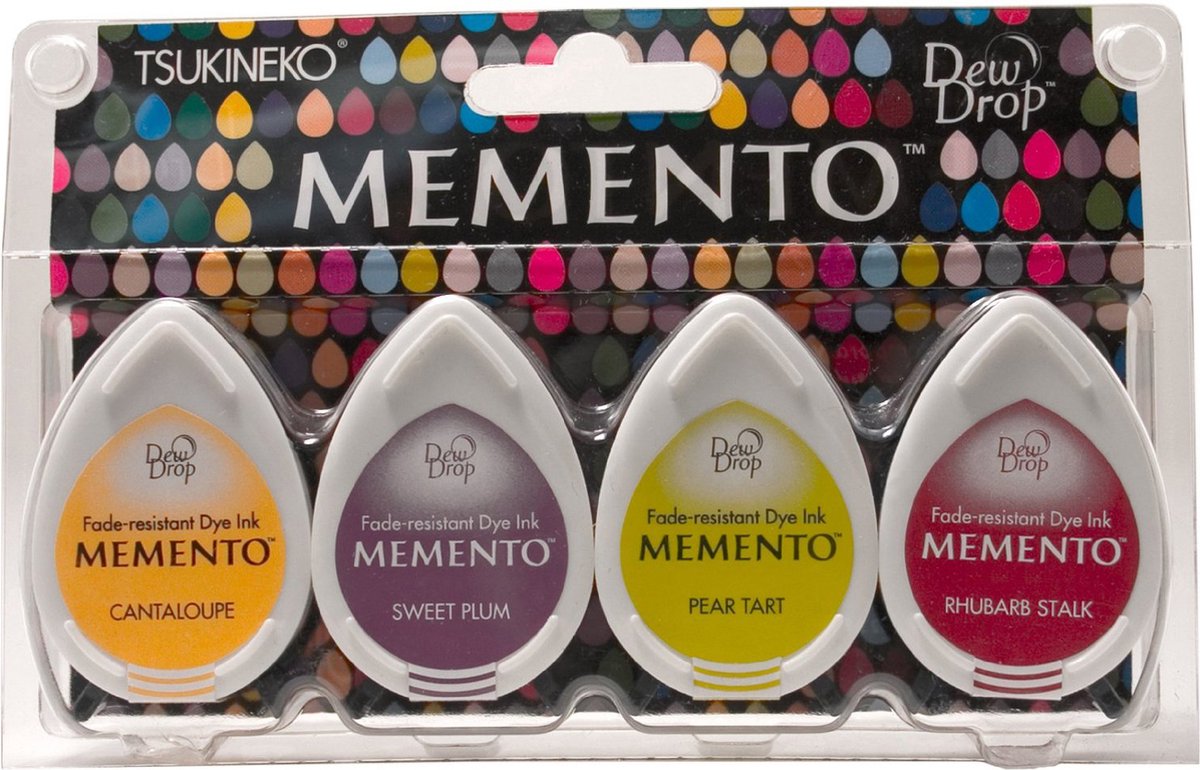 TSUKINEKO®
Dew
Drop™
MEMENTO™
Dew
Drop
Fade-resistant Dye Ink
MEMENTO™
CANTALOUPE
Dew
Drop
Fade-resistant Dye Ink
MEMENTO™
SWEET PLUM
Dew
Drop
Fade-resistant Dye Ink
MEMENTO™
PEAR TART
Dew
Drop
Fade-resistant Dye Ink
MEMENTO™
RHUBARB STALK